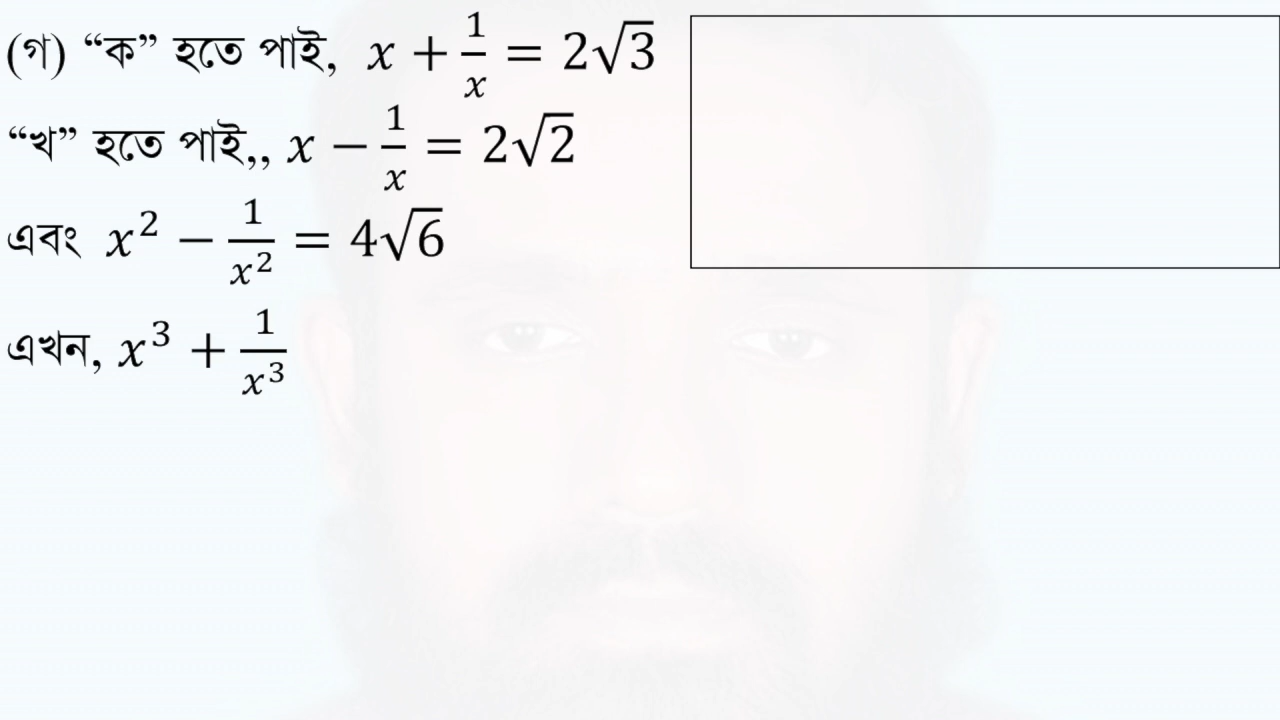 (গ) “ক” হতে পাই, x + 1/x = 2√3
“খ” হতে পাই,, x − 1/x = 2√2
এবং x² − 1/x² = 4√6
এখন, x³ + 1/x³